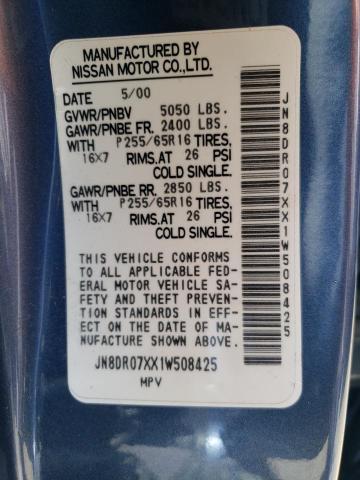 MANUFACTURED BY
NISSAN MOTOR CO.,LTD.
DATE 5/00
GVWR/PNBV 5050 LBS.
GAWR/PNBE FR. 2400 LBS.
WITH P255/65R16 TIRES,
16X7 RIMS.AT 26 PSI
COLD SINGLE.
GAWR/PNBE RR. 2850 LBS.
WITH P255/65R16 TIRES,
16X7 RIMS.AT 26 PSI
COLD SINGLE.
THIS VEHICLE CONFORMS
TO ALL APPLICABLE FED-
ERAL MOTOR VEHICLE SA-
FETY AND THEFT PREVEN-
TION STANDARDS IN EFF-
ECT ON THE DATE OF MA-
NUFACTURE SHOWN ABOVE.
JN8DR07XX1W508425
MPV
JN8DR07XX1W508425